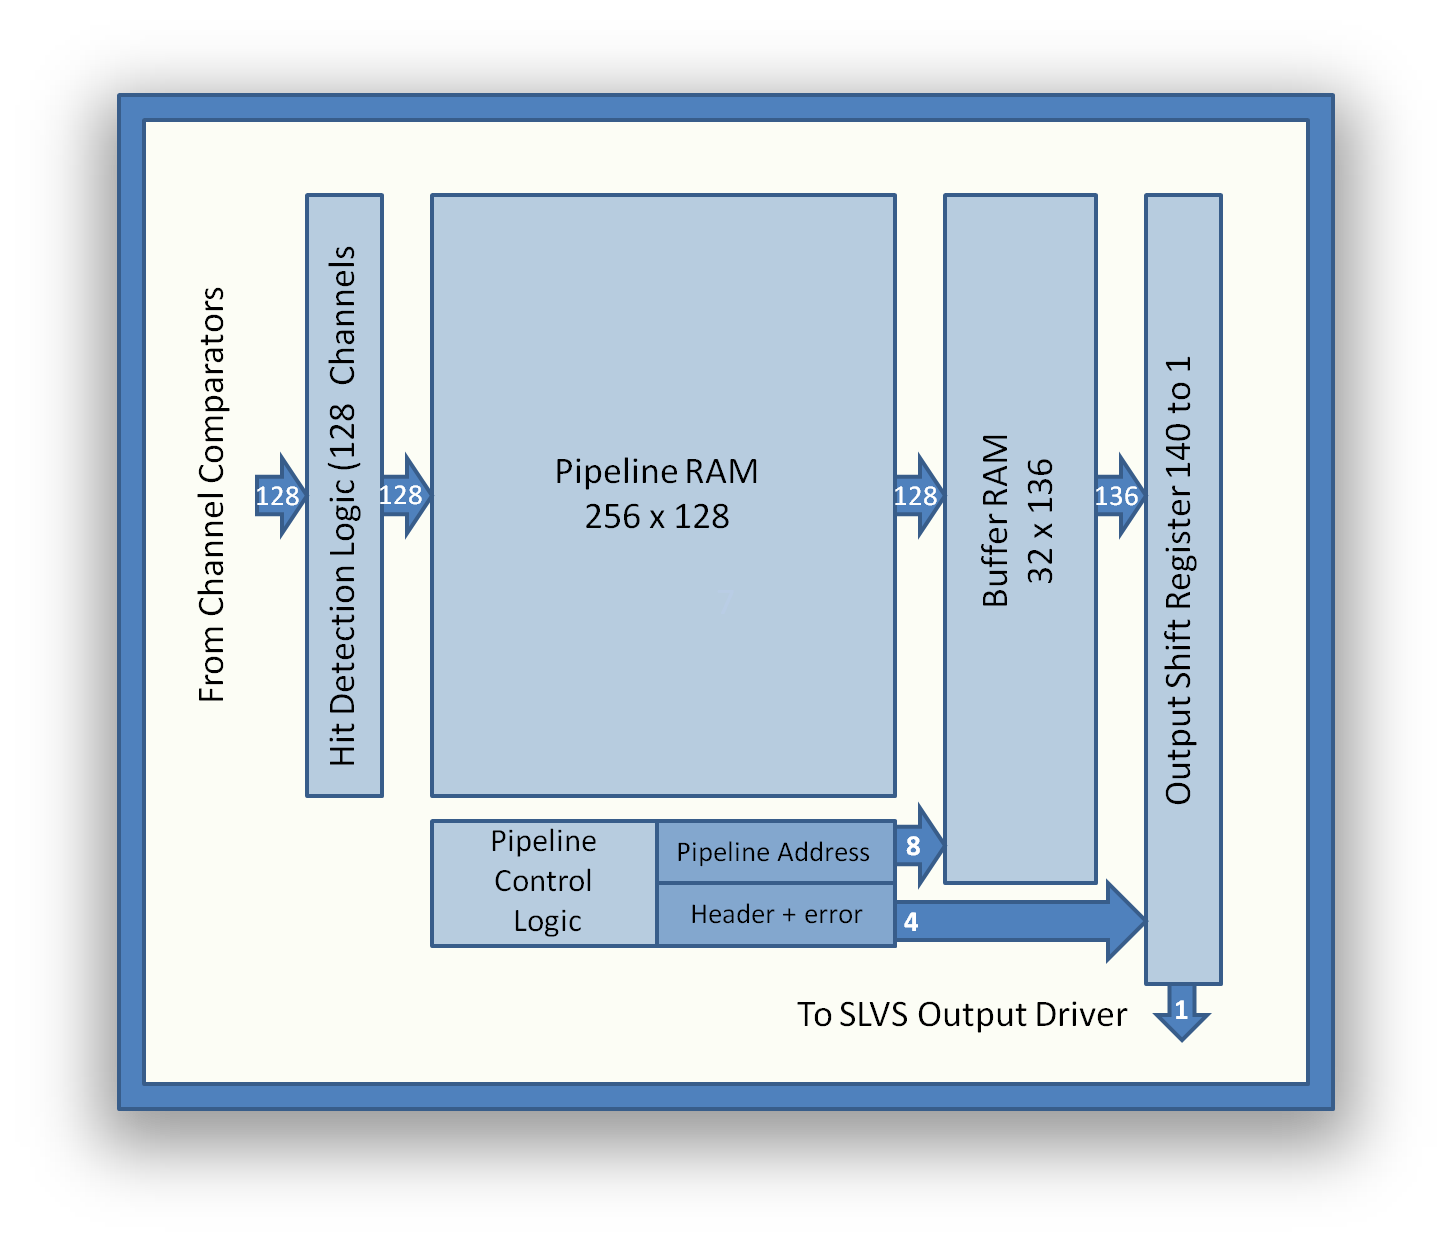 From Channel Comparators
128
Hit Detection Logic (128 Channels
128
Pipeline RAM
256 x 128
128
Buffer RAM
32 x 136
136
Output Shift Register 140 to 1
Pipeline
Control
Logic
Pipeline Address
8
Header + error
4
To SLVS Output Driver
1